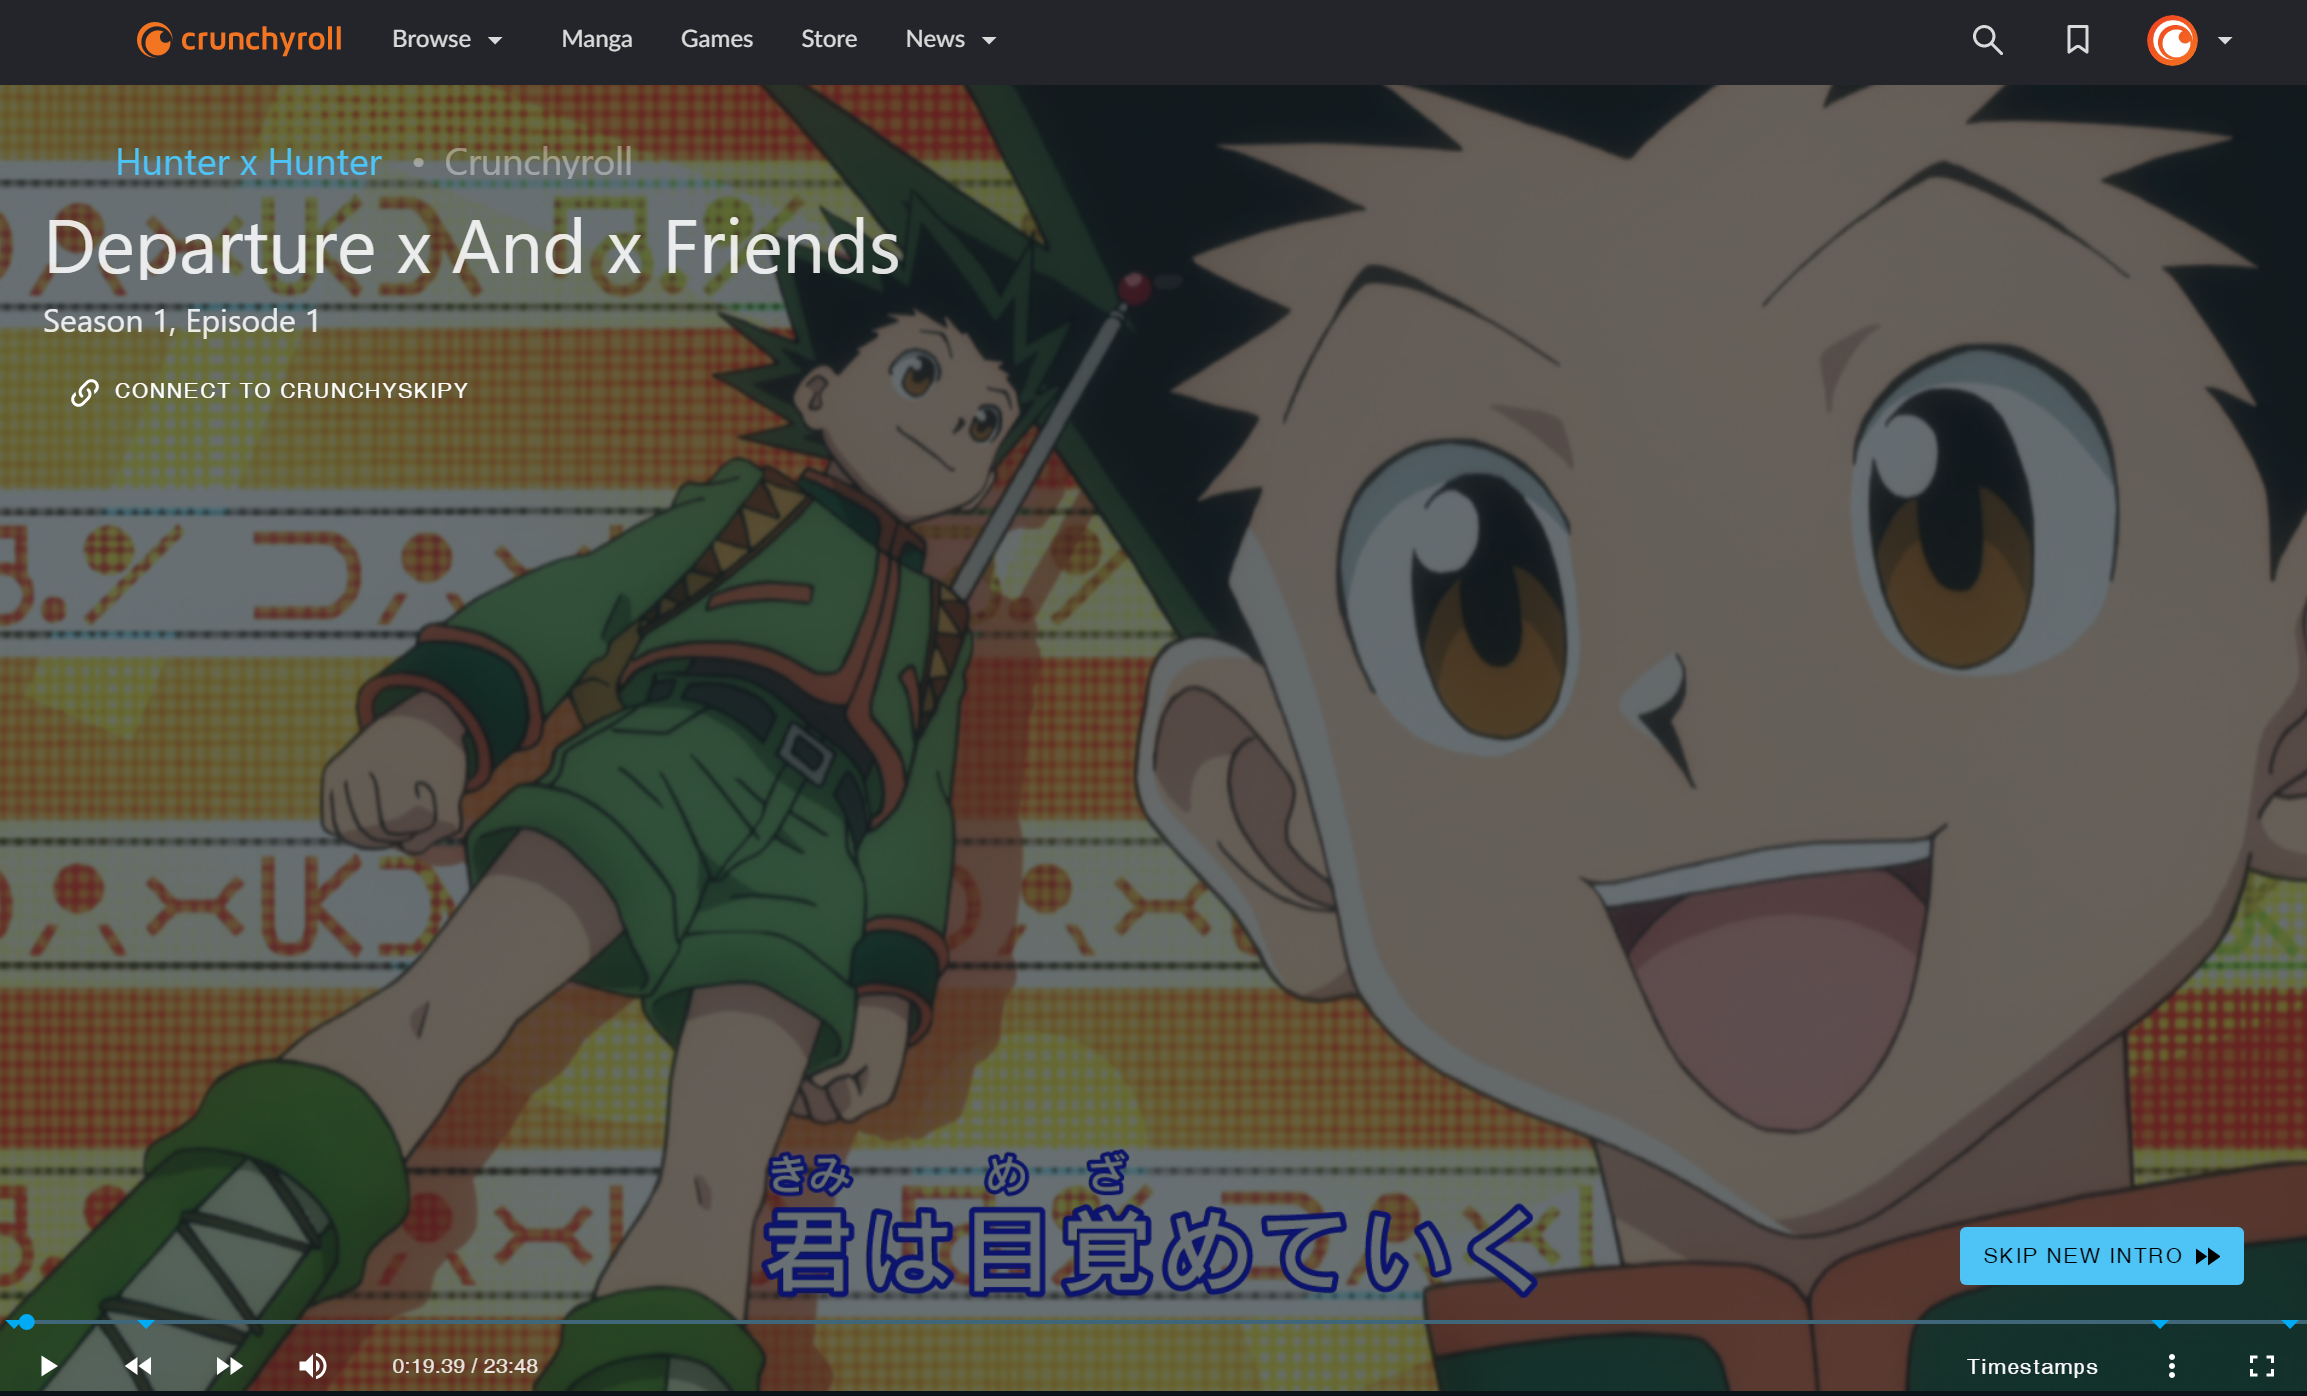 crunchyroll Browse Manga Games Store News
Hunter x Hunter • Crunchyroll
Departure x And x Friends
Season 1, Episode 1
CONNECT TO CRUNCHYSKIPY
きみ め ざ
君は目覚めていく
SKIP NEW INTRO
0:19.39 / 23:48 Timestamps